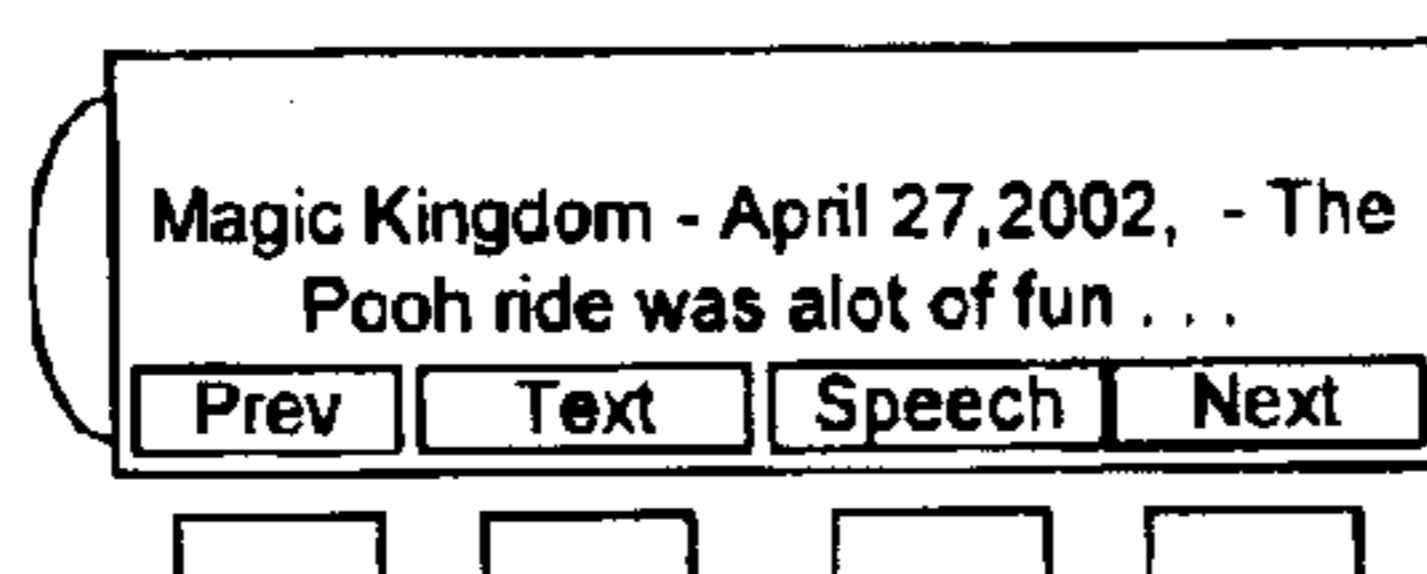 Magic Kingdom - April 27,2002,  - The
Pooh ride was alot of fun . . .
Prev Text Speech Next